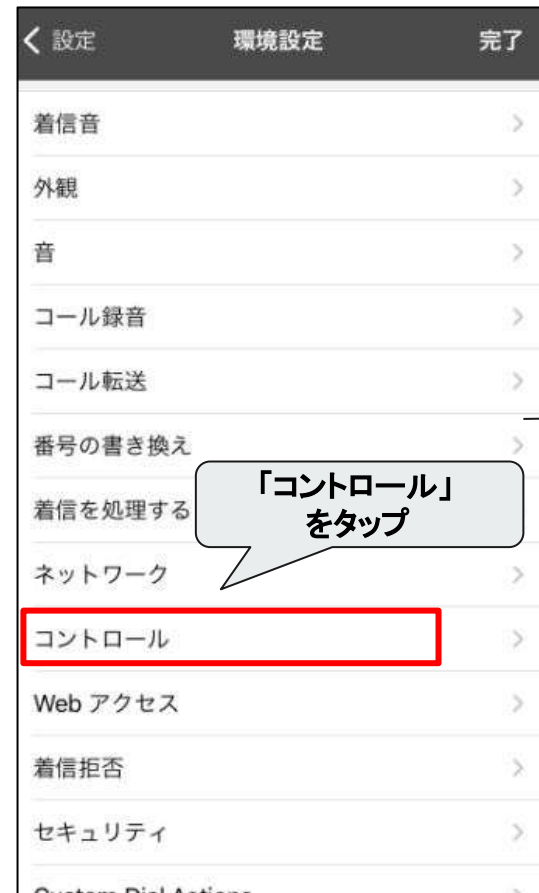 設定 環境設定 完了
着信音
外観
音
コール録音
コール転送
番号の書き換え
着信を処理する
「コントロール」
をタップ
ネットワーク
コントロール
Web アクセス
着信拒否
セキュリティ
Custom Dial Actions